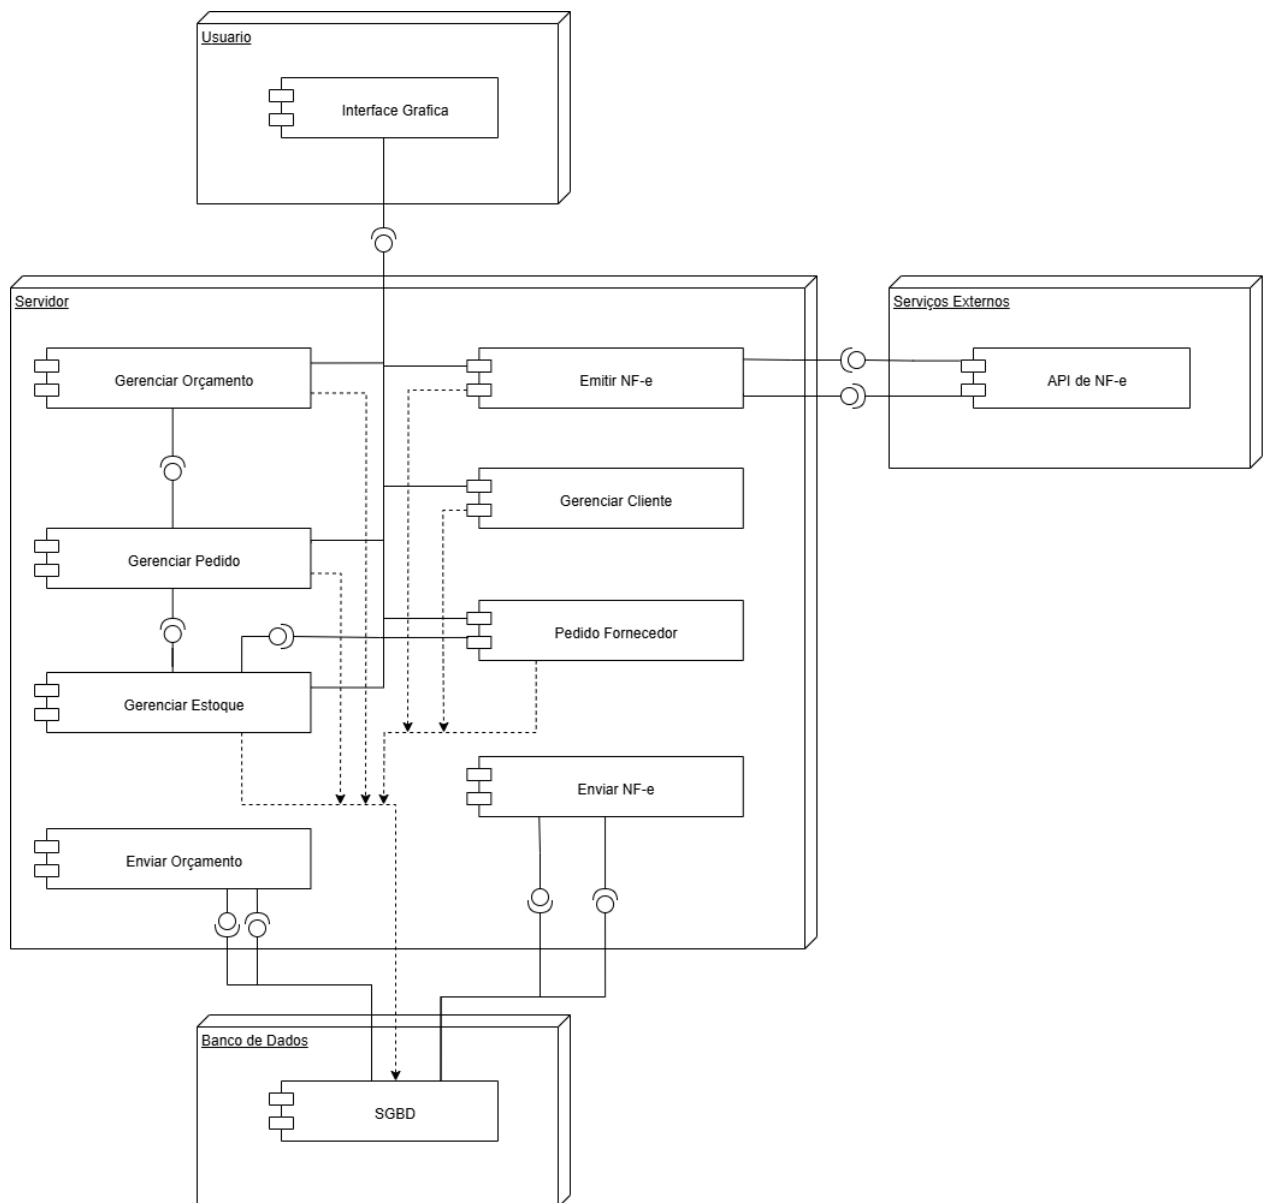 Usuario
Interface Grafica
Servidor
Serviços Externos
Gerenciar Orçamento
Emitir NF-e
API de NF-e
Gerenciar Cliente
Gerenciar Pedido
Pedido Fornecedor
Gerenciar Estoque
Enviar NF-e
Enviar Orçamento
Banco de Dados
SGBD